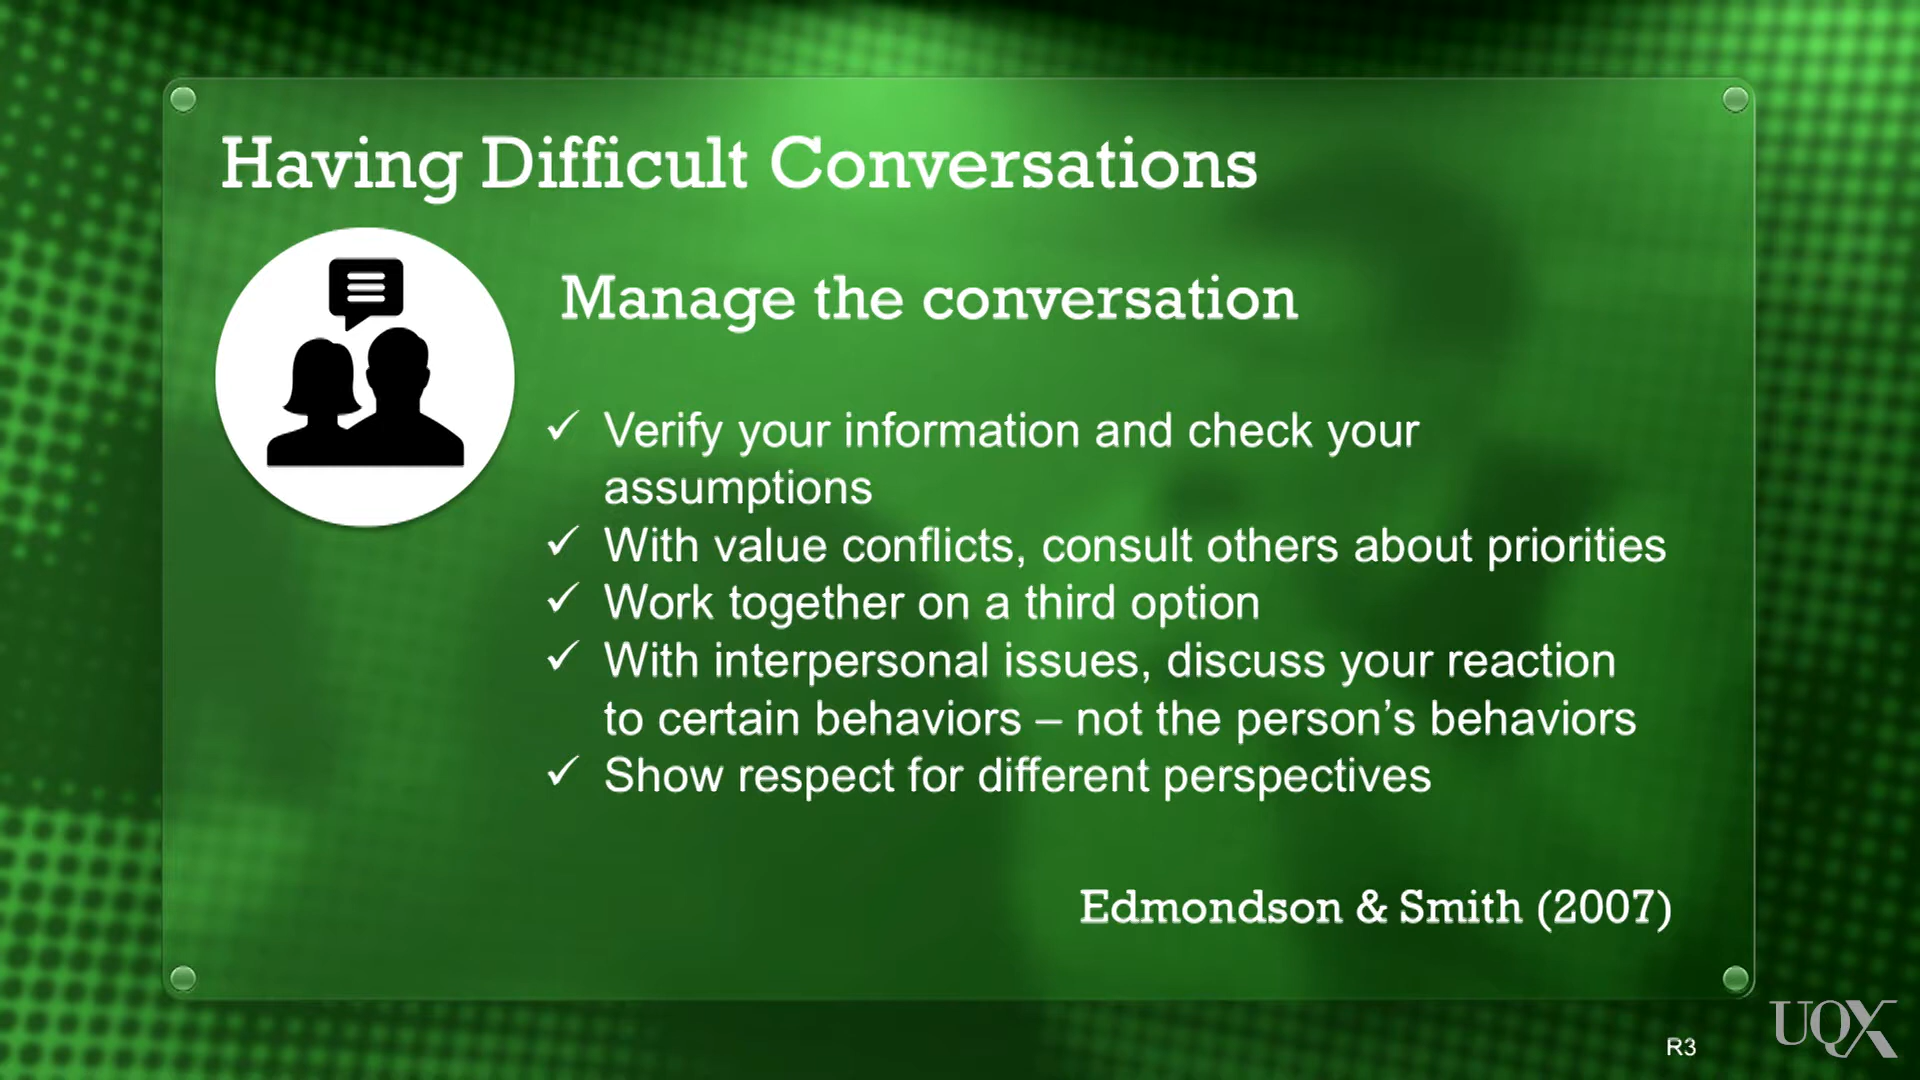 Having Difficult Conversations
Manage the conversation
✓ Verify your information and check your
assumptions
✓ With value conflicts, consult others about priorities
✓ Work together on a third option
✓ With interpersonal issues, discuss your reaction
to certain behaviors – not the person’s behaviors
✓ Show respect for different perspectives
Edmondson & Smith (2007)
R3
UQX